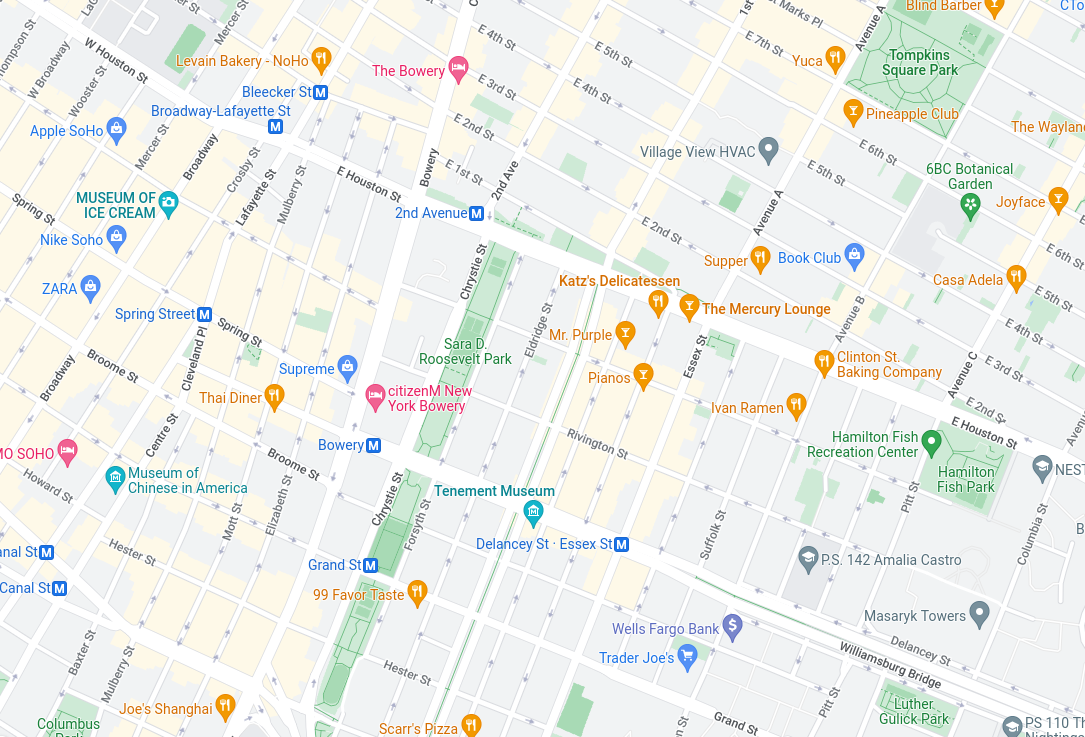 Blind Barber
CTo
Mercer St
E 4th St
1st
Marks Pl
Avenue A
W Houston St
E 5th St
E 7th St
Tompkins
Square Park
Levain Bakery - NoHo
The Bowery
Yuca
W Broadway
Wooster St
E 3rd St
E 4th St
Bleecker St
Broadway-Lafayette St
Pineapple Club
Apple SoHo
Mercer St
Broadway
E 2nd St
The Wayland
Village View HVAC
E 6th St
Crosby St
Bowery
E 1st St
2nd Ave
E 5th St
6BC Botanical
Garden
Lafayette St
Mulberry St
E Houston St
MUSEUM OF
ICE CREAM
Spring St
2nd Avenue
Avenue A
Joyface
Nike Soho
E 2nd St
E 6th St
Supper
Book Club
ZARA
Chrystie St
Katz's Delicatessen
Casa Adela
E 5th St
Spring Street
Spring St
Eldridge St
The Mercury Lounge
Avenue B
E 4th St
Cleveland Pl
Mr. Purple
Sara D.
Roosevelt Park
Essex St
Broome St
Broadway
Supreme
Pianos
Clinton St.
Baking Company
E 3rd St
Avenue C
Thai Diner
citizenM New
York Bowery
Ivan Ramen
E 2nd St
Centre St
Bowery
Rivington St
Hamilton Fish
Recreation Center
E Houston St
MO SOHO
Broome St
Museum of
Chinese in America
Howard St
Chrystie St
Tenement Museum
Hamilton
Fish Park
NEST
Pitt St
Elizabeth St
Mott St
Forsyth St
Suffolk St
Columbia St
Delancey St · Essex St
anal St
Hester St
Grand St
P.S. 142 Amalia Castro
Canal St
99 Favor Taste
Masaryk Towers
Wells Fargo Bank
Trader Joe's
Delancey St
Williamsburg Bridge
Baxter St
Mulberry St
Hester St
Pitt St
Joe's Shanghai
Luther
Gulick Park
Grand St
Columbus
Park
Scarr's Pizza
PS 110 Th
Nightinga